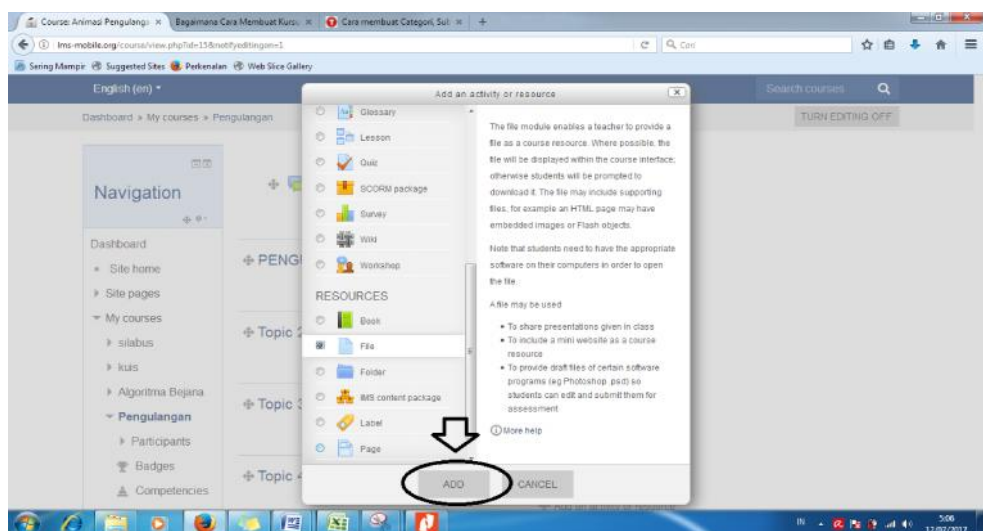 Course: Animasi Pengulanga
Bagaimana Cara Membuat Kursu
Cara membuat Categori, Sub
lms-mobile.org/course/view.php?id=15&notifyeditingon=1
Cari
Sering Mampir
Suggested Sites
Perkenalan
Web Slice Gallery
English (en)
Search courses
Dashboard » My courses » Pengulangan
TURN EDITING OFF
Navigation
Dashboard
Site home
Site pages
My courses
silabus
kuis
Algoritma Bejana
Pengulangan
Participants
Badges
Competencies
PENG
Topic 2
Topic 3
Topic 4
Add an activity or resource
Glossary
Lesson
Quiz
SCORM package
Survey
Wiki
Workshop
RESOURCES
Book
File
Folder
IMS content package
Label
Page
The file module enables a teacher to provide a
file as a course resource. Where possible, the
file will be displayed within the course interface;
otherwise students will be prompted to
download it. The file may include supporting
files, for example an HTML page may have
embedded images or Flash objects.
Note that students need to have the appropriate
software on their computers in order to open
the file.
A file may be used
• To share presentations given in class
• To include a mini website as a course
resource
• To provide draft files of certain software
programs (eg Photoshop .psd) so
students can edit and submit them for
assessment
More help
ADD
CANCEL
Add an activity or resource
IN
5:06
11/02/2017